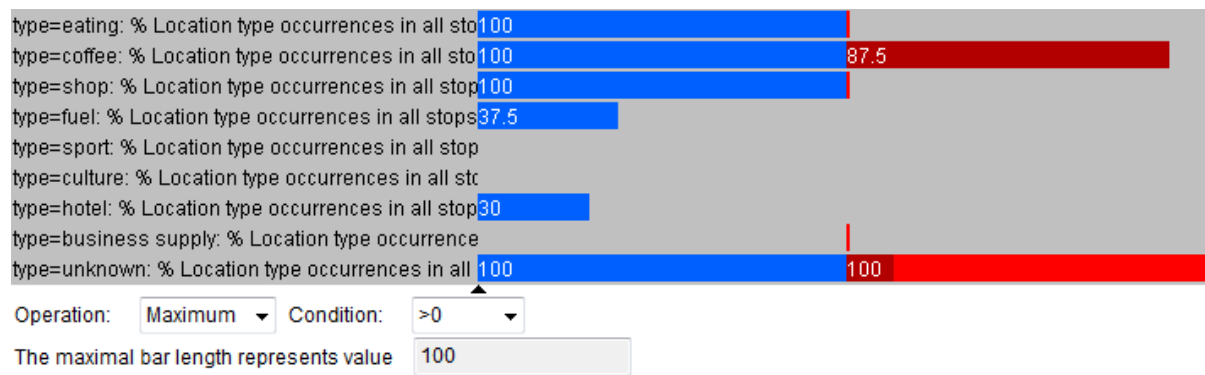 type=eating: % Location type occurrences in all sto 100
type=coffee: % Location type occurrences in all sto 100 87.5
type=shop: % Location type occurrences in all stop 100
type=fuel: % Location type occurrences in all stops 37.5
type=sport: % Location type occurrences in all stop
type=culture: % Location type occurrences in all stc
type=hotel: % Location type occurrences in all stop 30
type=business supply: % Location type occurrence
type=unknown: % Location type occurrences in all 100 100
Operation: Maximum Condition: >0
The maximal bar length represents value 100